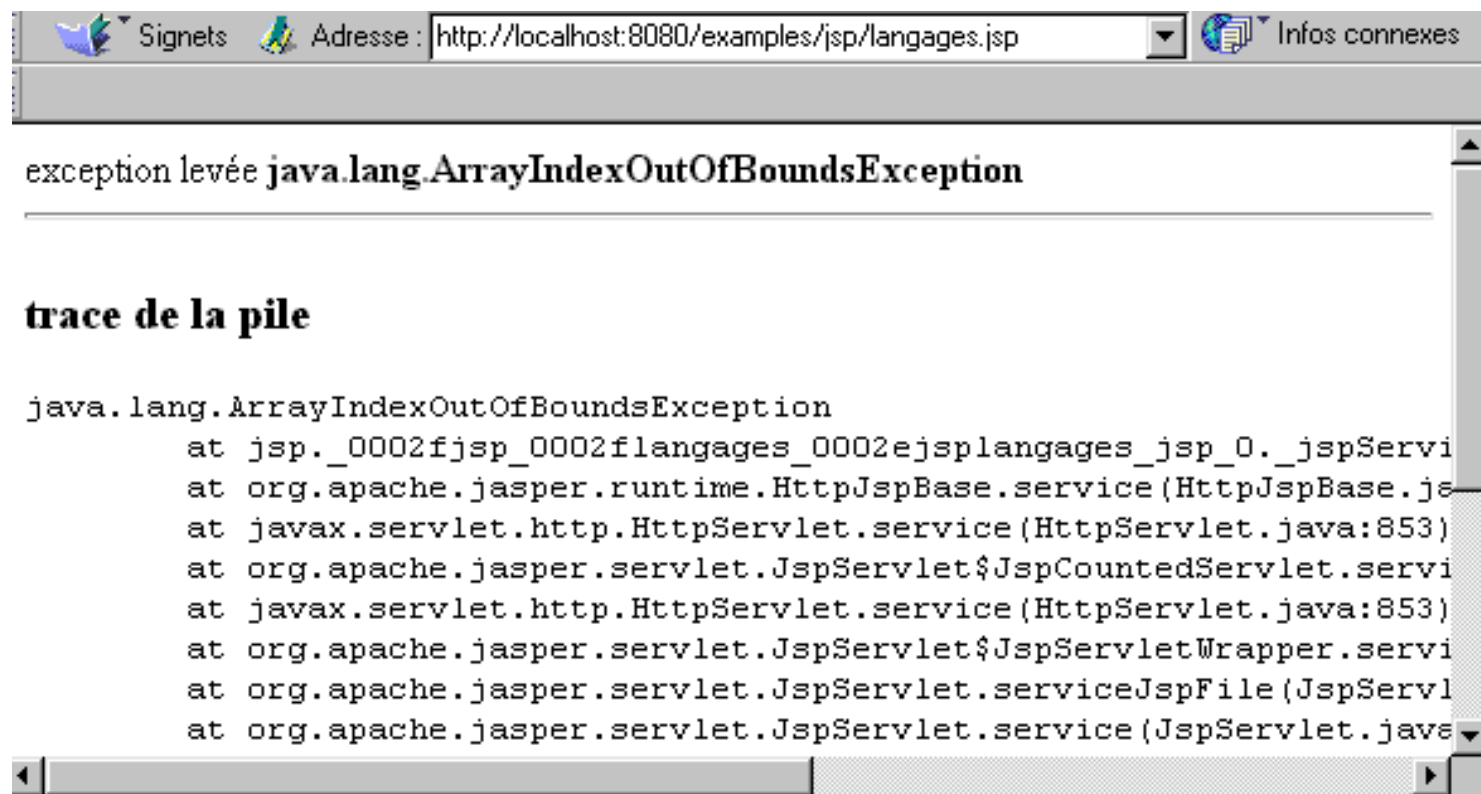 Signets Adresse : http://localhost:8080/examples/jsp/langages.jsp Infos connexes
exception levée java.lang.ArrayIndexOutOfBoundsException
trace de la pile
java.lang.ArrayIndexOutOfBoundsException
at jsp._0002fjsp_0002flangages_0002ejsplangages_jsp_0._jspServi
at org.apache.jasper.runtime.HttpJspBase.service(HttpJspBase.ja
at javax.servlet.http.HttpServlet.service(HttpServlet.java:853)
at org.apache.jasper.servlet.JspServlet$JspCountedServlet.servi
at javax.servlet.http.HttpServlet.service(HttpServlet.java:853)
at org.apache.jasper.servlet.JspServlet$JspServletWrapper.servi
at org.apache.jasper.servlet.JspServlet.serviceJspFile(JspServl
at org.apache.jasper.servlet.JspServlet.service(JspServlet.java